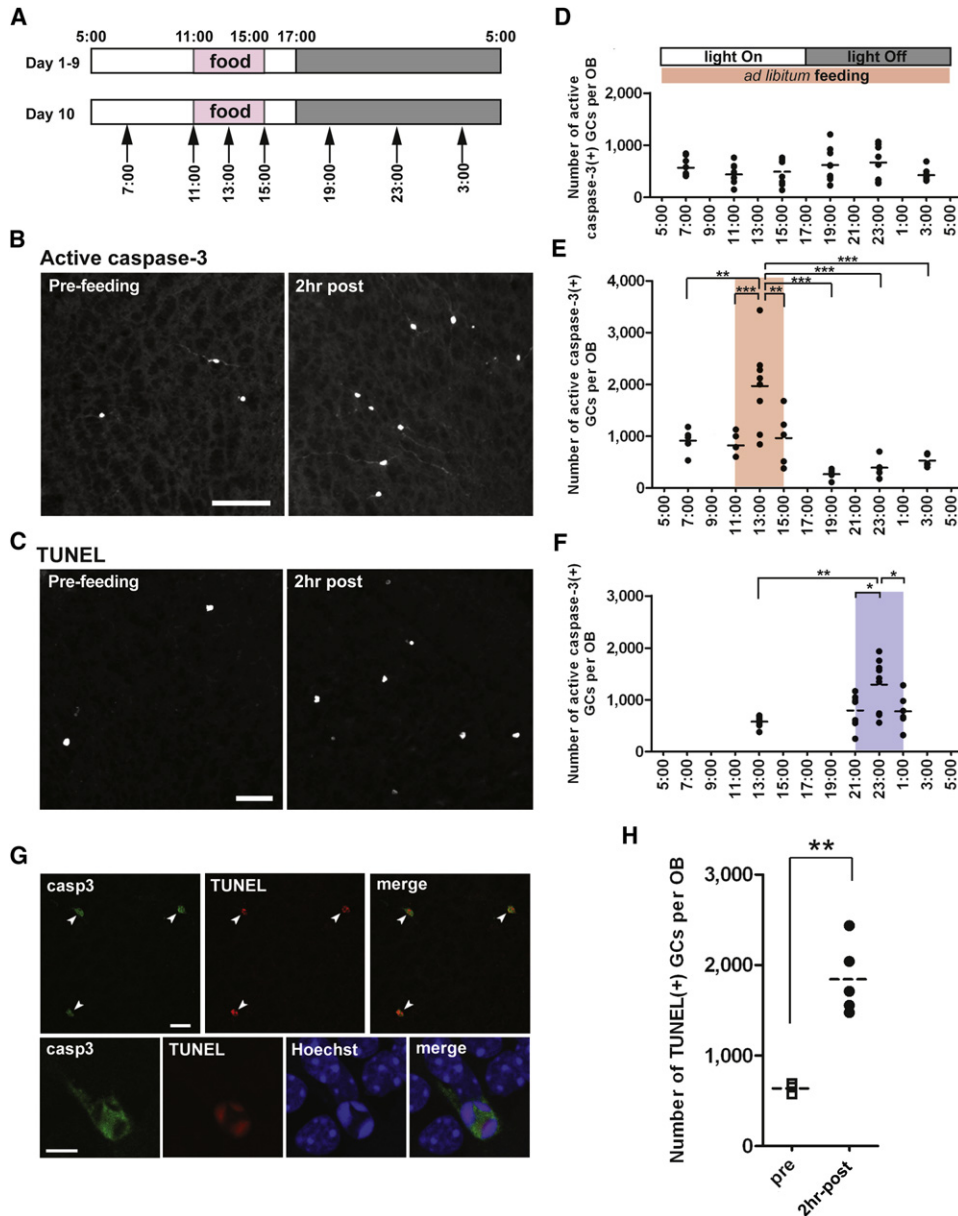 A
5:00 11:00 15:00 17:00 5:00
Day 1-9 food
Day 10 food
7:00 11:00 13:00 15:00 19:00 23:00 3:00
B
Active caspase-3
Pre-feeding 2hr post
C
TUNEL
Pre-feeding 2hr post
D
light On light Off
ad libitum feeding
Number of active
caspase-3(+) GCs per OB
2,000
1,000
0
5:00 7:00 9:00 11:00 13:00 15:00 17:00 19:00 21:00 23:00 1:00 3:00 5:00
E
Number of active caspase-3(+)
GCs per OB
***
** ***
*** ** ***
4,000
3,000
2,000
1,000
0
5:00 7:00 9:00 11:00 13:00 15:00 19:00 23:00 1:00 3:00 5:00
F
Number of active caspase-3(+)
GCs per OB
** *
*
3,000
2,000
1,000
0
5:00 7:00 9:00 11:00 13:00 15:00 17:00 19:00 21:00 23:00 1:00 3:00 5:00
G
casp3 TUNEL merge
casp3 TUNEL Hoechst merge
H
**
Number of TUNEL(+) GCs per OB
3,000
2,000
1,000
0
pre 2hr-post